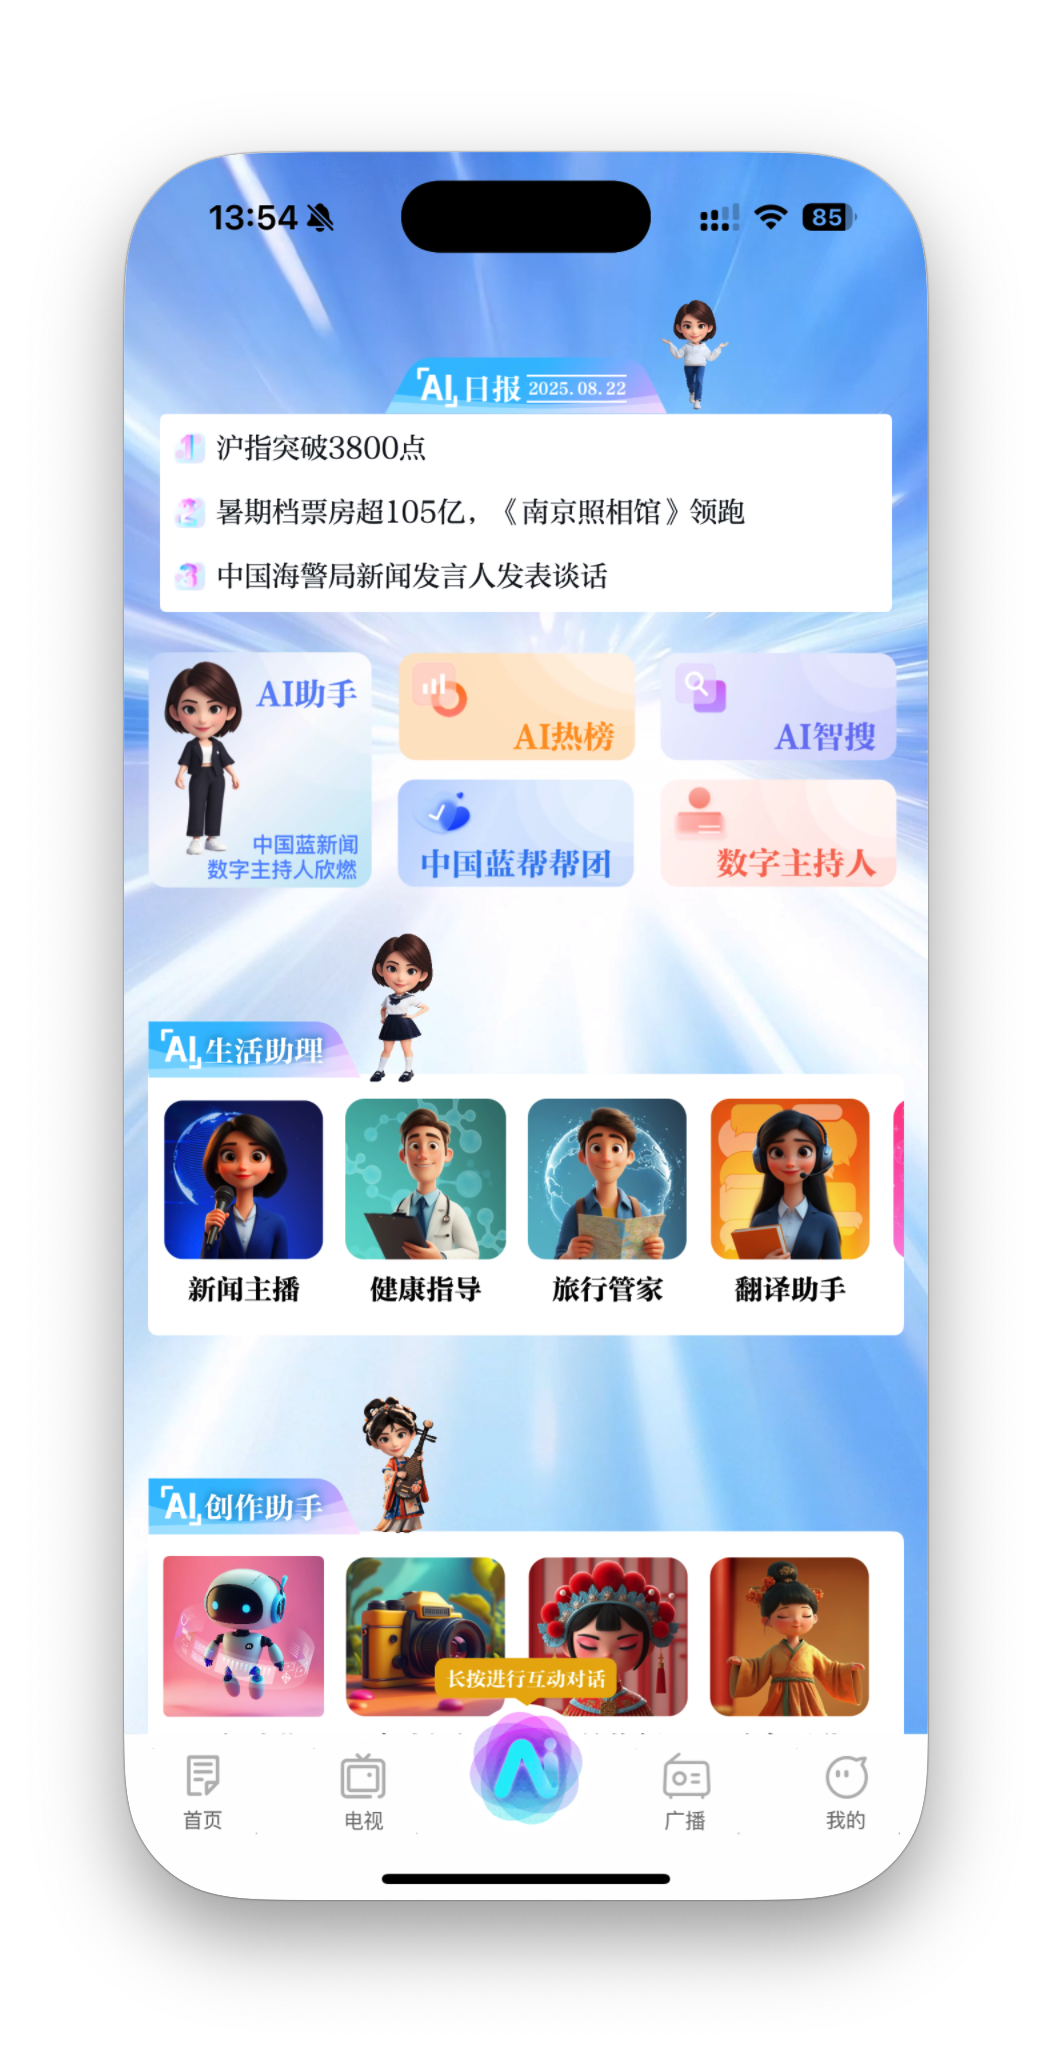 13:54
85
AI日报 2025.08.22
1 沪指突破3800点
2 暑期档票房超105亿，《南京照相馆》领跑
3 中国海警局新闻发言人发表谈话
AI助手
中国蓝新闻
数字主持人欣燃
AI热榜
AI智搜
中国蓝帮帮团
数字主持人
AI生活助理
新闻主播
健康指导
旅行管家
翻译助手
AI创作助手
长按进行互动对话
首页
电视
Ai
广播
我的